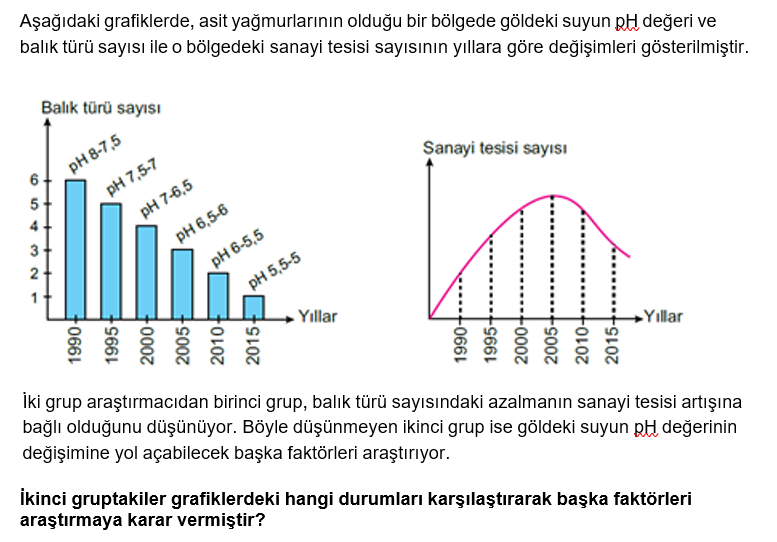 Aşağıdaki grafiklerde, asit yağmurlarının olduğu bir bölgede göldeki suyun pH değeri ve
balık türü sayısı ile o bölgedeki sanayi tesisi sayısının yıllara göre değişimleri gösterilmiştir.
Balık türü sayısı
pH 8-7,5
pH 7,5-7
pH 7-6,5
pH 6,5-6
pH 6-5,5
pH 5,5-5
6
5
4
3
2
1
Yıllar
1990
1995
2000
2005
2010
2015
Sanayi tesisi sayısı
Yıllar
1990
1995
2000
2005
2010
2015
İki grup araştırmacıdan birinci grup, balık türü sayısındaki azalmanın sanayi tesisi artışına
bağlı olduğunu düşünüyor. Böyle düşünmeyen ikinci grup ise göldeki suyun pH değerinin
değişimine yol açabilecek başka faktörleri araştırıyor.
İkinci gruptakiler grafiklerdeki hangi durumları karşılaştırarak başka faktörleri
araştırmaya karar vermiştir?